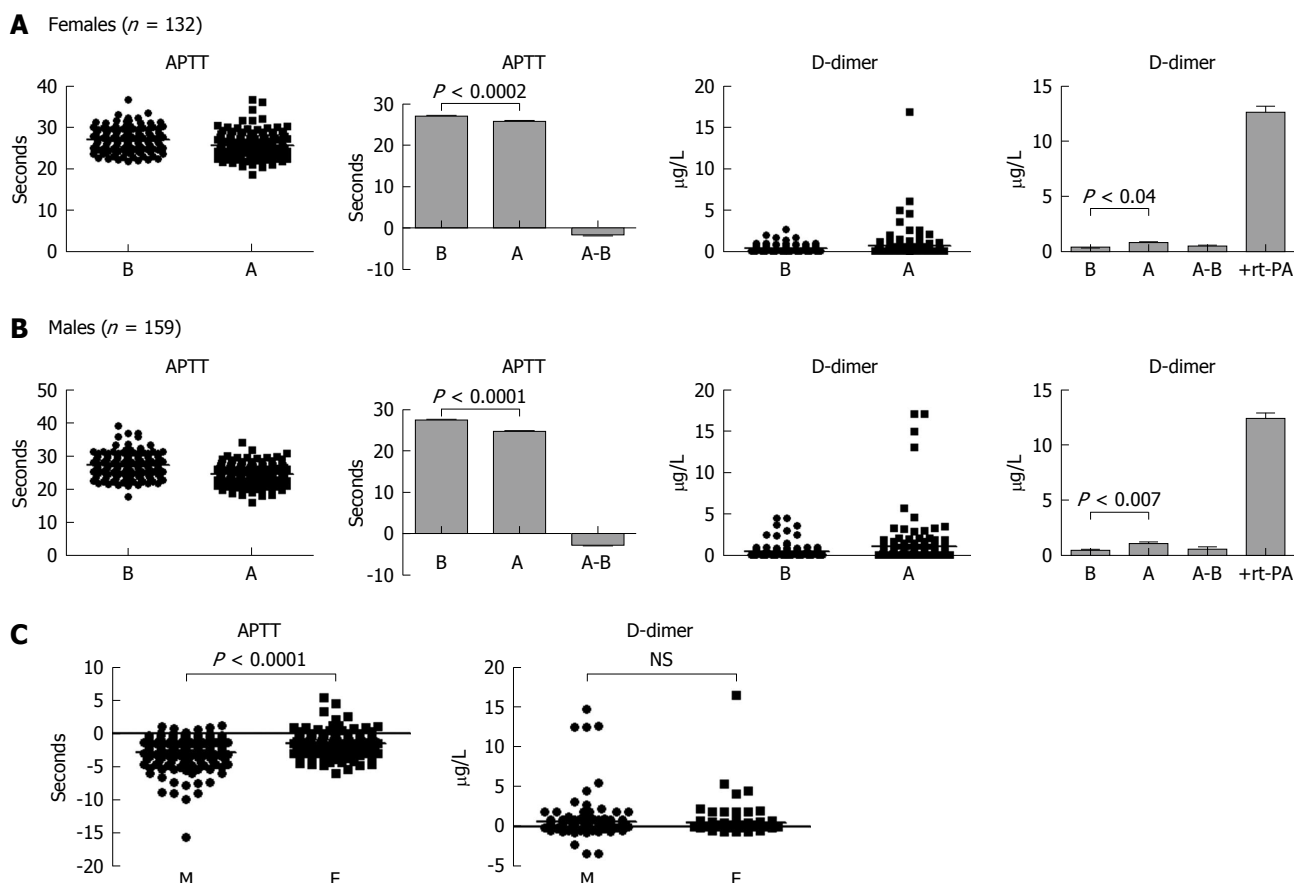 A Females (n = 132)
APTT
Seconds
40
30
20
10
0
B A
APTT
Seconds
30
20
10
0
-10
P < 0.0002
B A A-B
D-dimer
μg/L
20
15
10
5
0
B A
D-dimer
μg/L
15
10
5
0
P < 0.04
B A A-B +rt-PA
B Males (n = 159)
APTT
Seconds
50
40
30
20
10
0
B A
APTT
Seconds
30
20
10
0
-10
P < 0.0001
B A A-B
D-dimer
μg/L
20
15
10
5
0
B A
D-dimer
μg/L
15
10
5
0
P < 0.007
B A A-B +rt-PA
C
APTT
P < 0.0001
Seconds
10
5
0
-5
-10
-15
-20
M F
D-dimer
NS
μg/L
20
15
10
5
0
-5
M F